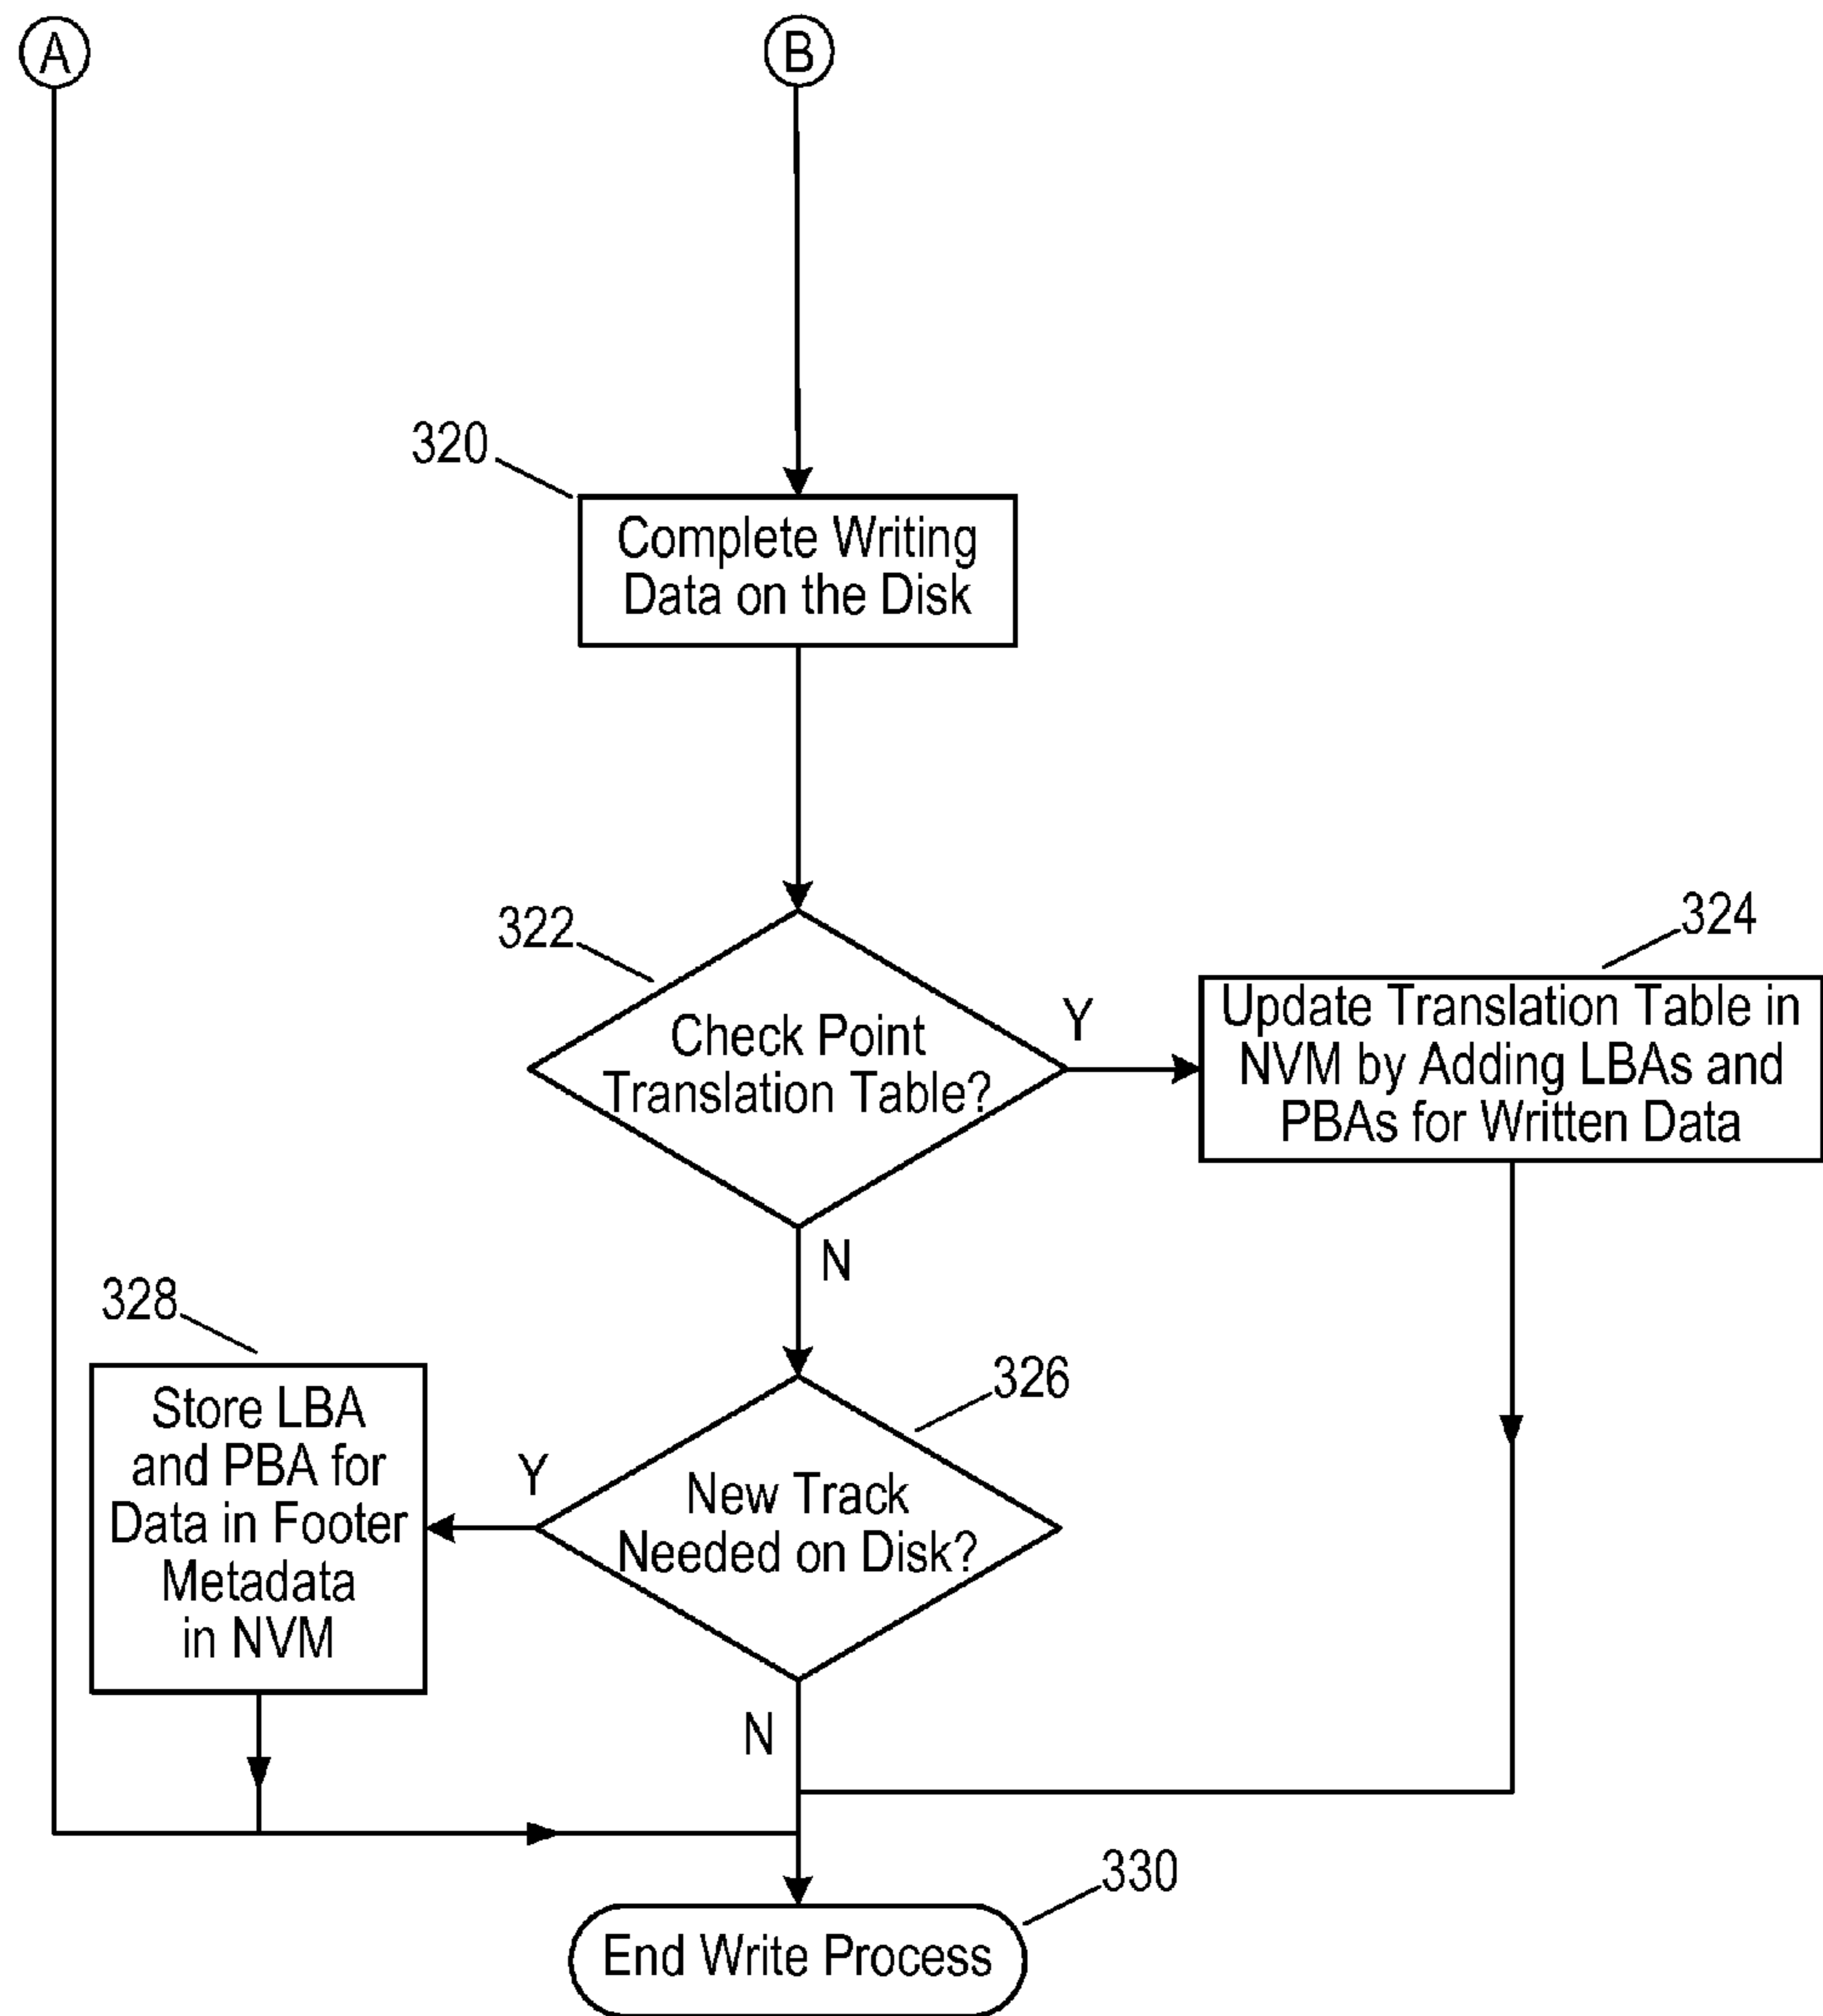 A
B
320
Complete Writing
Data on the Disk
322
Check Point
Translation Table?
Y
324
Update Translation Table in
NVM by Adding LBAs and
PBAs for Written Data
N
328
Store LBA
and PBA for
Data in Footer
Metadata
in NVM
Y
326
New Track
Needed on Disk?
N
330
End Write Process